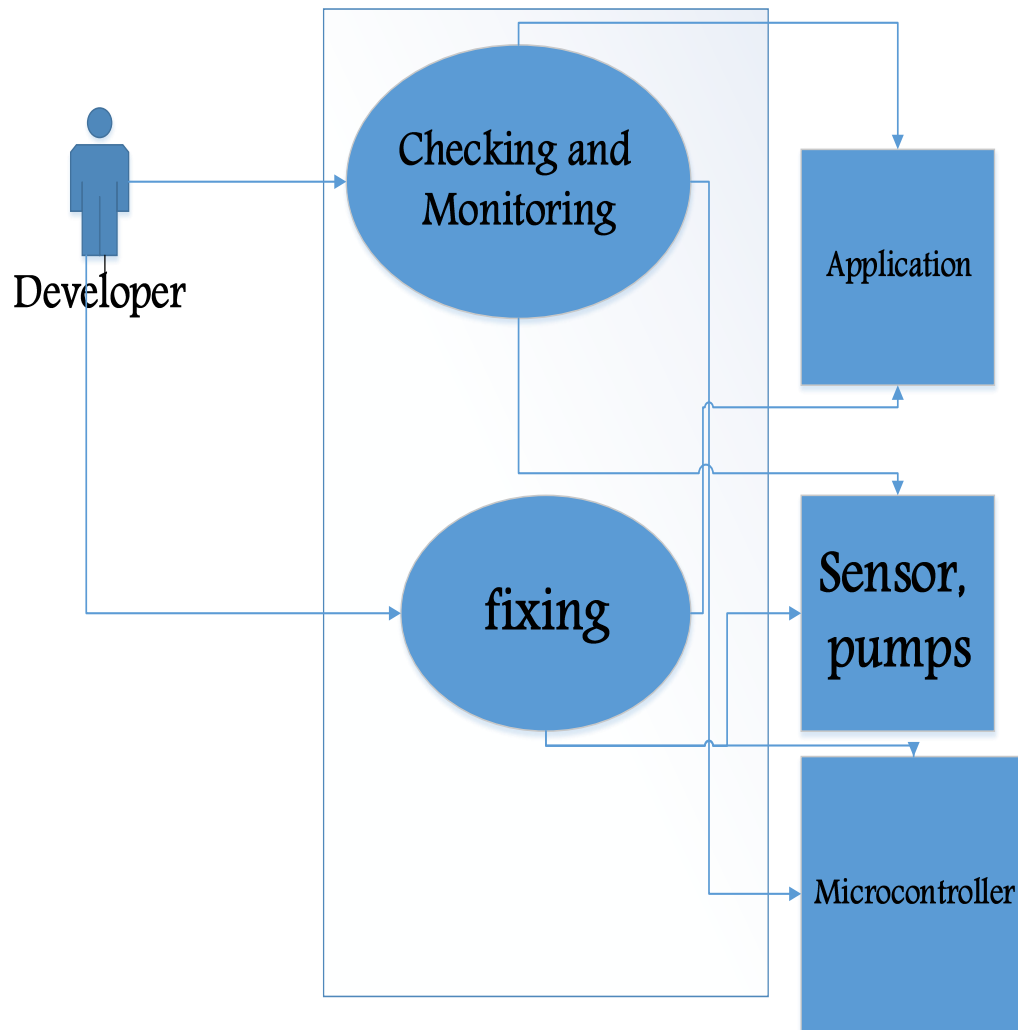 Checking and
Monitoring
Application
Developer
fixing
Sensor,
pumps
Microcontroller